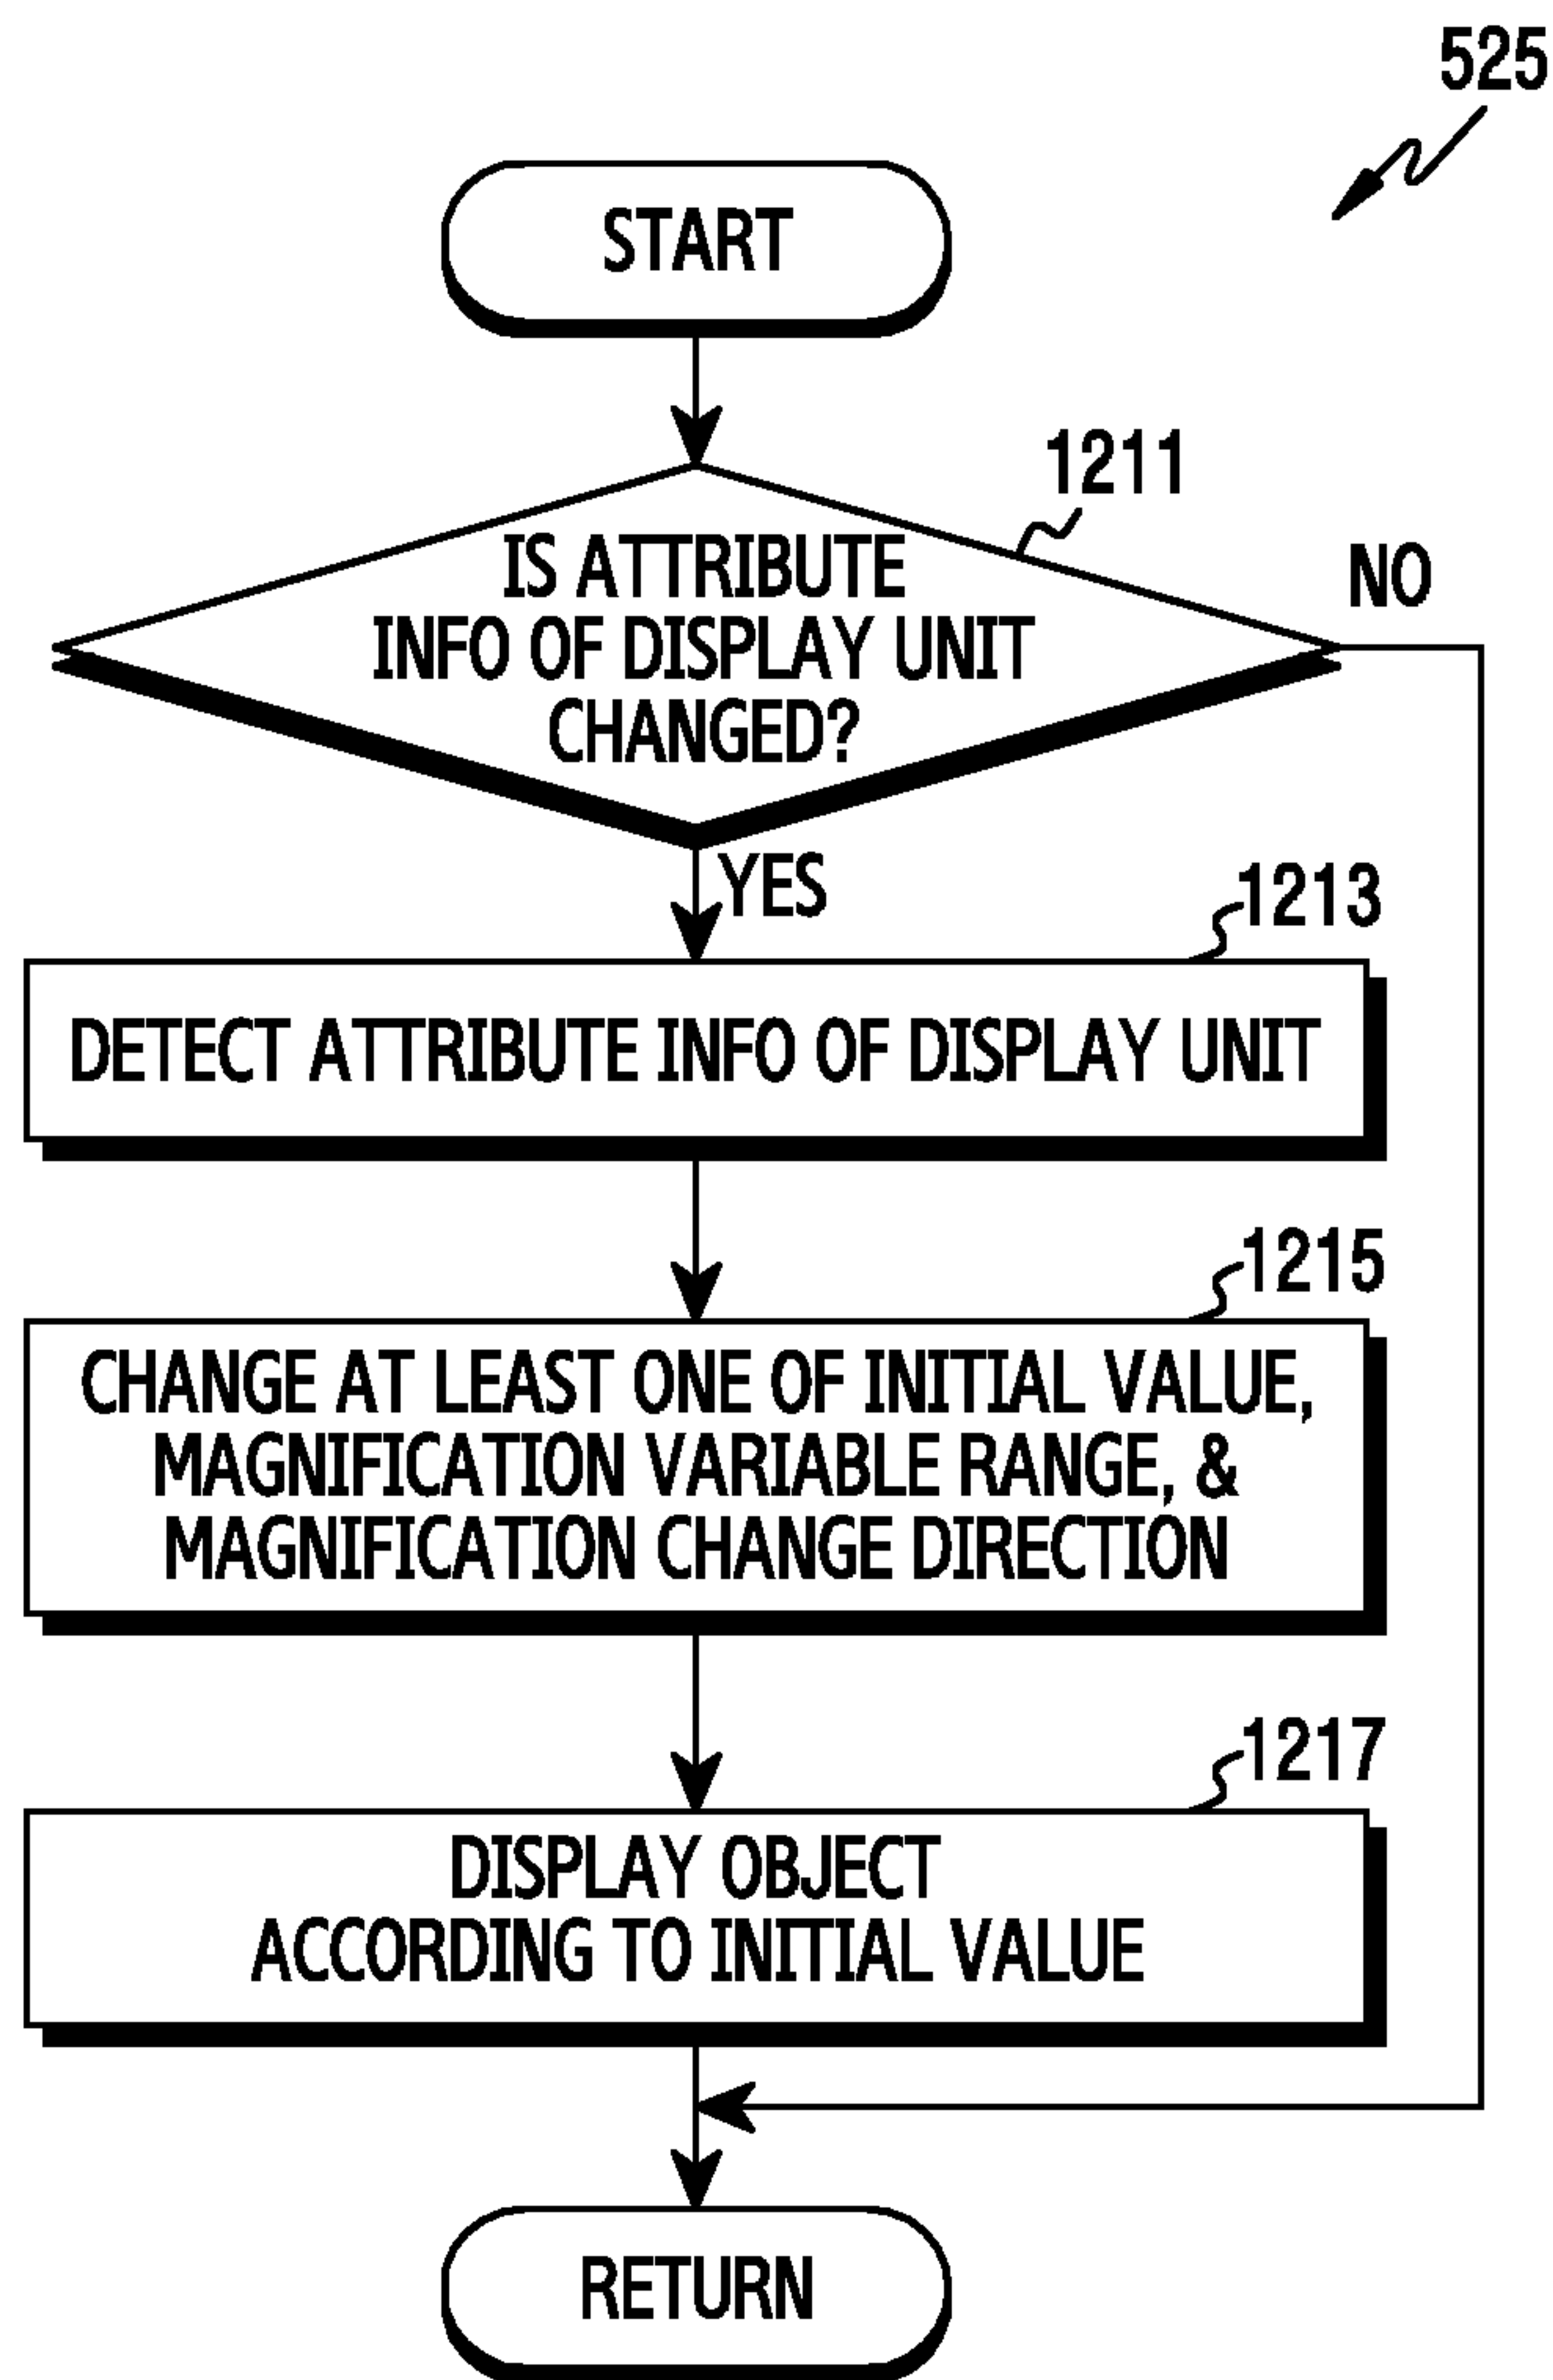 525
START
1211
IS ATTRIBUTE
INFO OF DISPLAY UNIT
CHANGED?
NO
YES
1213
DETECT ATTRIBUTE INFO OF DISPLAY UNIT
1215
CHANGE AT LEAST ONE OF INITIAL VALUE,
MAGNIFICATION VARIABLE RANGE, &
MAGNIFICATION CHANGE DIRECTION
1217
DISPLAY OBJECT
ACCORDING TO INITIAL VALUE
RETURN